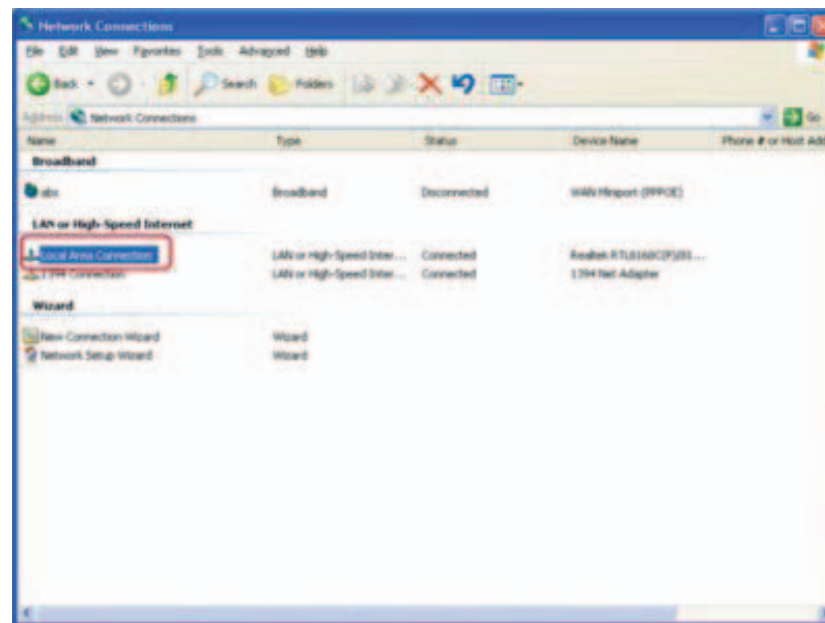 Network Connections
File Edit View Favorites Tools Advanced Help
Back Search Folders
Address Network Connections Go
Name Type Status Device Name Phone # or Host Add
Broadband
abs Broadband Disconnected WAN Miniport (PPPOE)
LAN or High-Speed Internet
Local Area Connection LAN or High-Speed Inter... Connected Realtek
1394 Connection LAN or High-Speed Inter... Connected 1394 Net Adapter
Wizard
New Connection Wizard Wizard
Network Setup Wizard Wizard